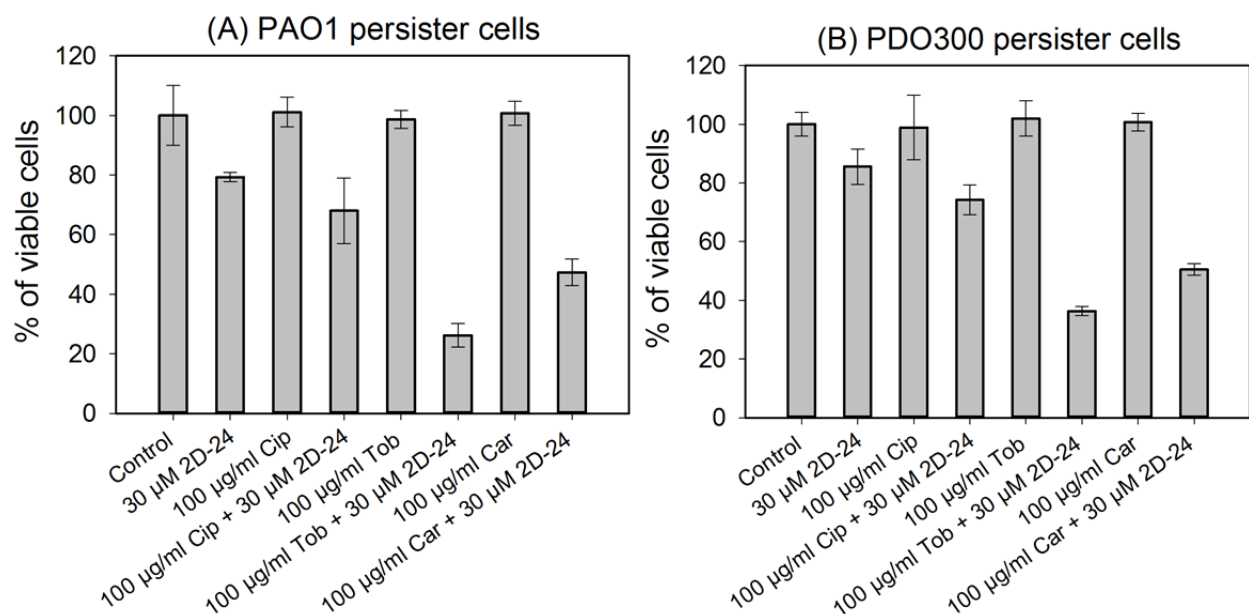 (A) PAO1 persister cells
% of viable cells
120
100
80
60
40
20
0
Control
30 µM 2D-24
100 µg/ml Cip
100 µg/ml Cip + 30 µM 2D-24
100 µg/ml Tob
100 µg/ml Tob + 30 µM 2D-24
100 µg/ml Car
100 µg/ml Car + 30 µM 2D-24
(B) PDO300 persister cells
% of viable cells
120
100
80
60
40
20
0
Control
30 µM 2D-24
100 µg/ml Cip
100 µg/ml Cip + 30 µM 2D-24
100 µg/ml Tob
100 µg/ml Tob + 30 µM 2D-24
100 µg/ml Car
100 µg/ml Car + 30 µM 2D-24